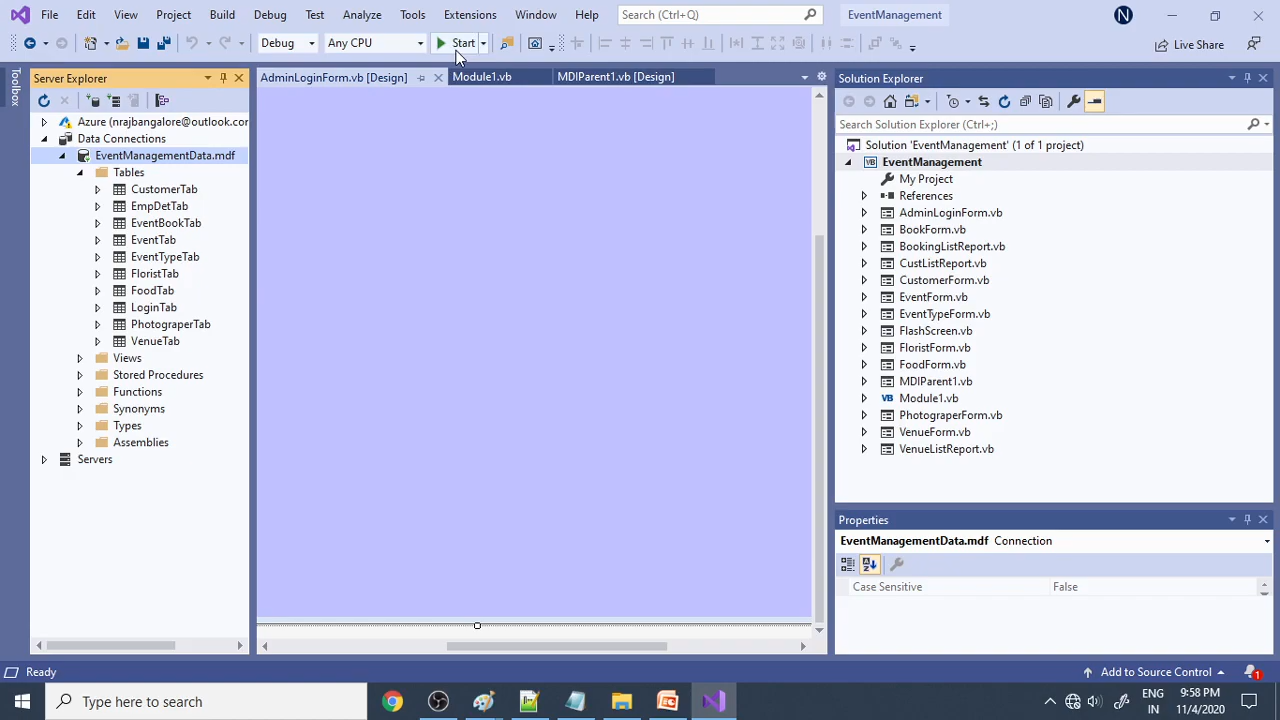 File Edit View Project Build Debug Test Analyze Tools Extensions Window Help Search (Ctrl+Q) EventManagement N
Debug Any CPU Start Live Share
Toolbox
Server Explorer
Azure (nrajbangalore@outlook.cor
Data Connections
EventManagementData.mdf
Tables
CustomerTab
EmpDetTab
EventBookTab
EventTab
EventTypeTab
FloristTab
FoodTab
LoginTab
PhotograperTab
VenueTab
Views
Stored Procedures
Functions
Synonyms
Types
Assemblies
Servers
AdminLoginForm.vb [Design] Module1.vb MDIParent1.vb [Design]
Solution Explorer
Search Solution Explorer (Ctrl+;)
Solution 'EventManagement' (1 of 1 project)
VB EventManagement
My Project
References
AdminLoginForm.vb
BookForm.vb
BookingListReport.vb
CustListReport.vb
CustomerForm.vb
EventForm.vb
EventTypeForm.vb
FlashScreen.vb
FloristForm.vb
FoodForm.vb
MDIParent1.vb
VB Module1.vb
PhotograperForm.vb
VenueForm.vb
VenueListReport.vb
Properties
EventManagementData.mdf Connection
Case Sensitive False
Ready Add to Source Control 1
Type here to search ENG IN 9:58 PM 11/4/2020